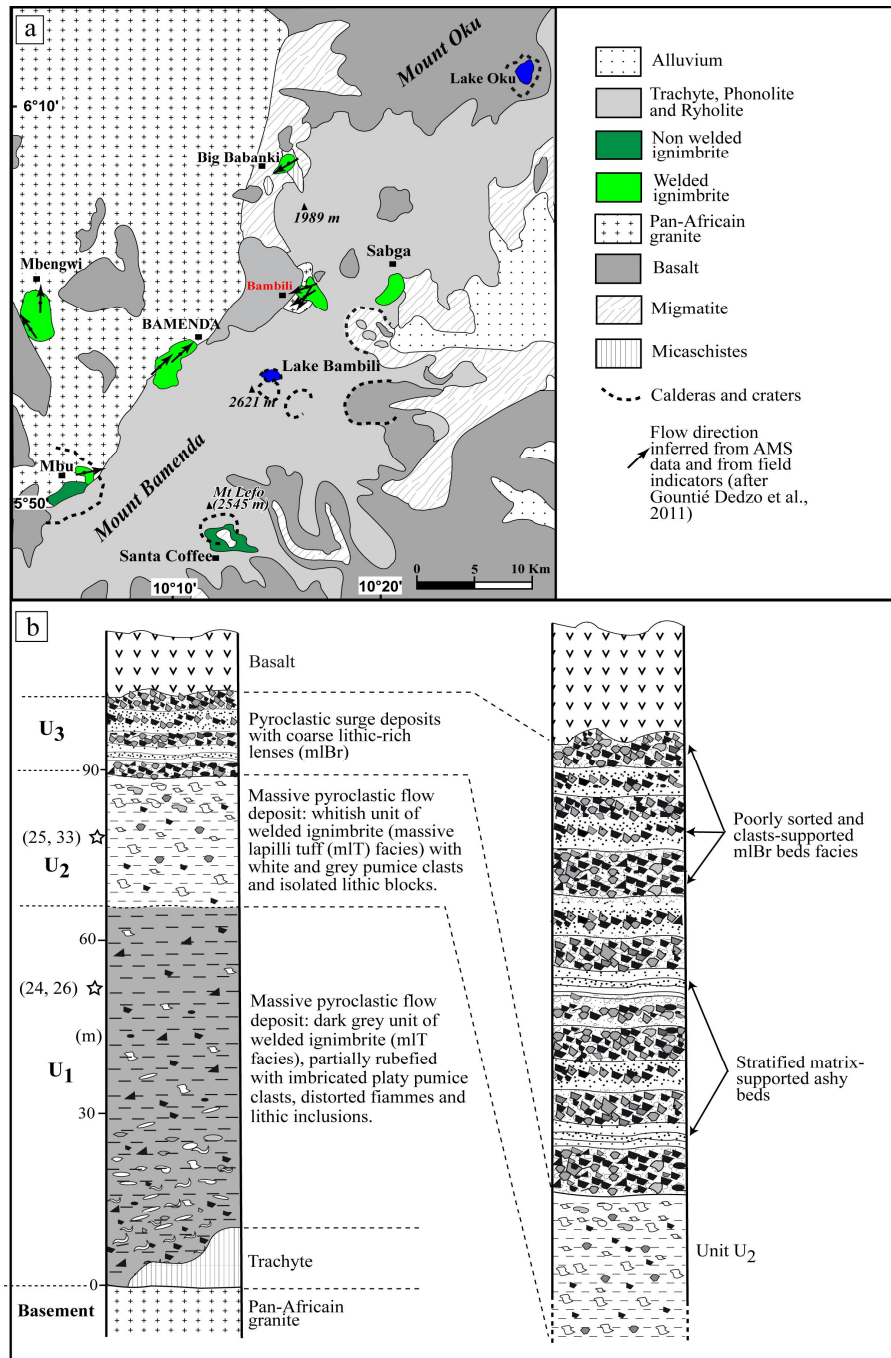 a
Mount Oku
Lake Oku
6°10'
Big Babanki
1989 m
Mbengwi
Sabga
Bambili
BAMENDA
Lake Bambili
2621 m
Mbu
Mount Bamenda
5°50'
Mt Lefo
(2545 m)
Santa Coffee
0 5 10 Km
10°10'
10°20'
Alluvium
Trachyte, Phonolite
and Ryholite
Non welded
ignimbrite
Welded
ignimbrite
Pan-Africain
granite
Basalt
Migmatite
Micaschistes
Calderas and craters
Flow direction
inferred from AMS
data and from field
indicators (after
Gountié Dedzo et al.,
2011)
b
Basalt
U3
Pyroclastic surge deposits
with coarse lithic-rich
lenses (mlBr)
90
Massive pyroclastic flow
deposit: whitish unit of
welded ignimbrite (massive
lapilli tuff (mlT) facies) with
white and grey pumice clasts
and isolated lithic blocks.
(25, 33)
U2
60
(24, 26)
(m)
U1
30
Massive pyroclastic flow
deposit: dark grey unit of
welded ignimbrite (mlT
facies), partially rubefied
with imbricated platy pumice
clasts, distorted fiammes and
lithic inclusions.
Trachyte
0
Basement
Pan-Africain
granite
Poorly sorted and
clasts-supported
mlBr beds facies
Stratified matrix-
supported ashy
beds
Unit U2